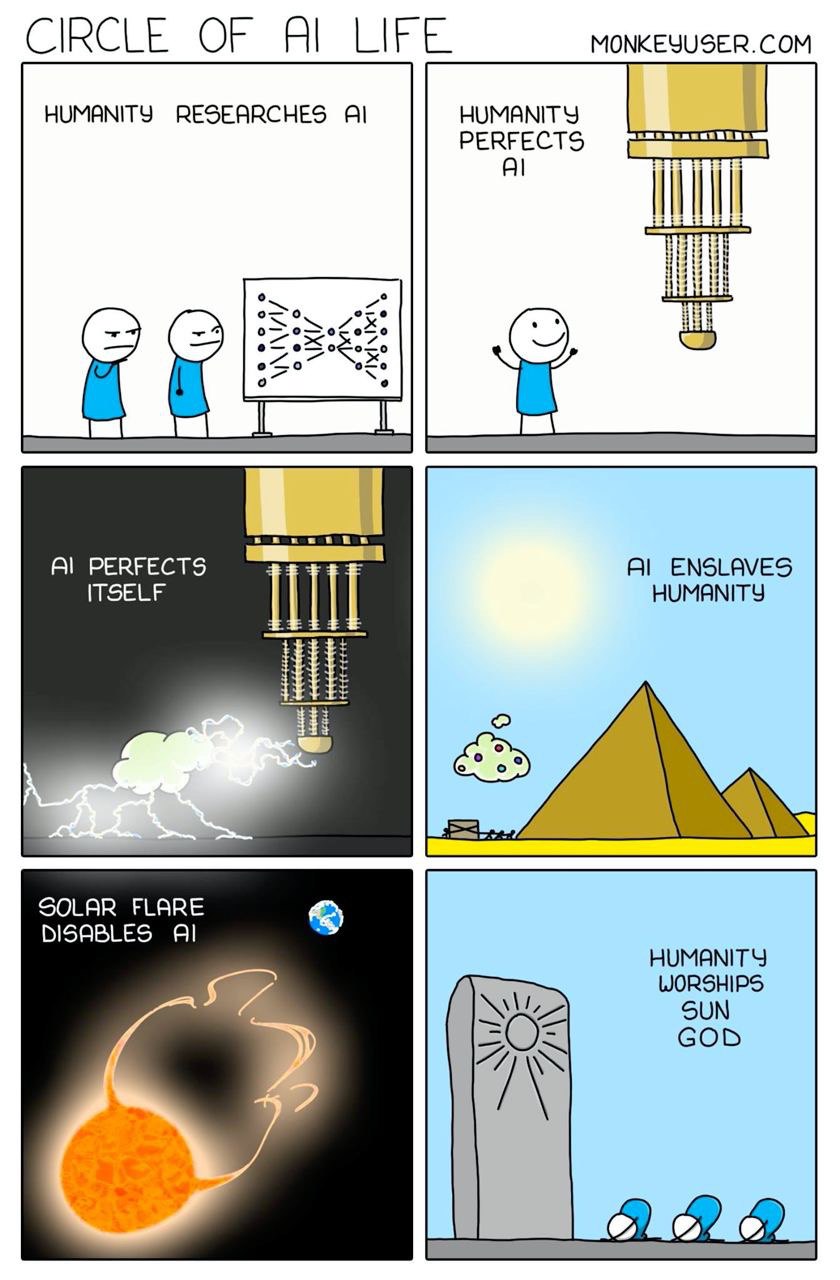 CIRCLE OF AI LIFE
MONKEYUSER.COM
HUMANITY RESEARCHES AI
HUMANITY
PERFECTS
AI
AI PERFECTS
ITSELF
AI ENSLAVES
HUMANITY
SOLAR FLARE
DISABLES AI
HUMANITY
WORSHIPS
SUN
GOD